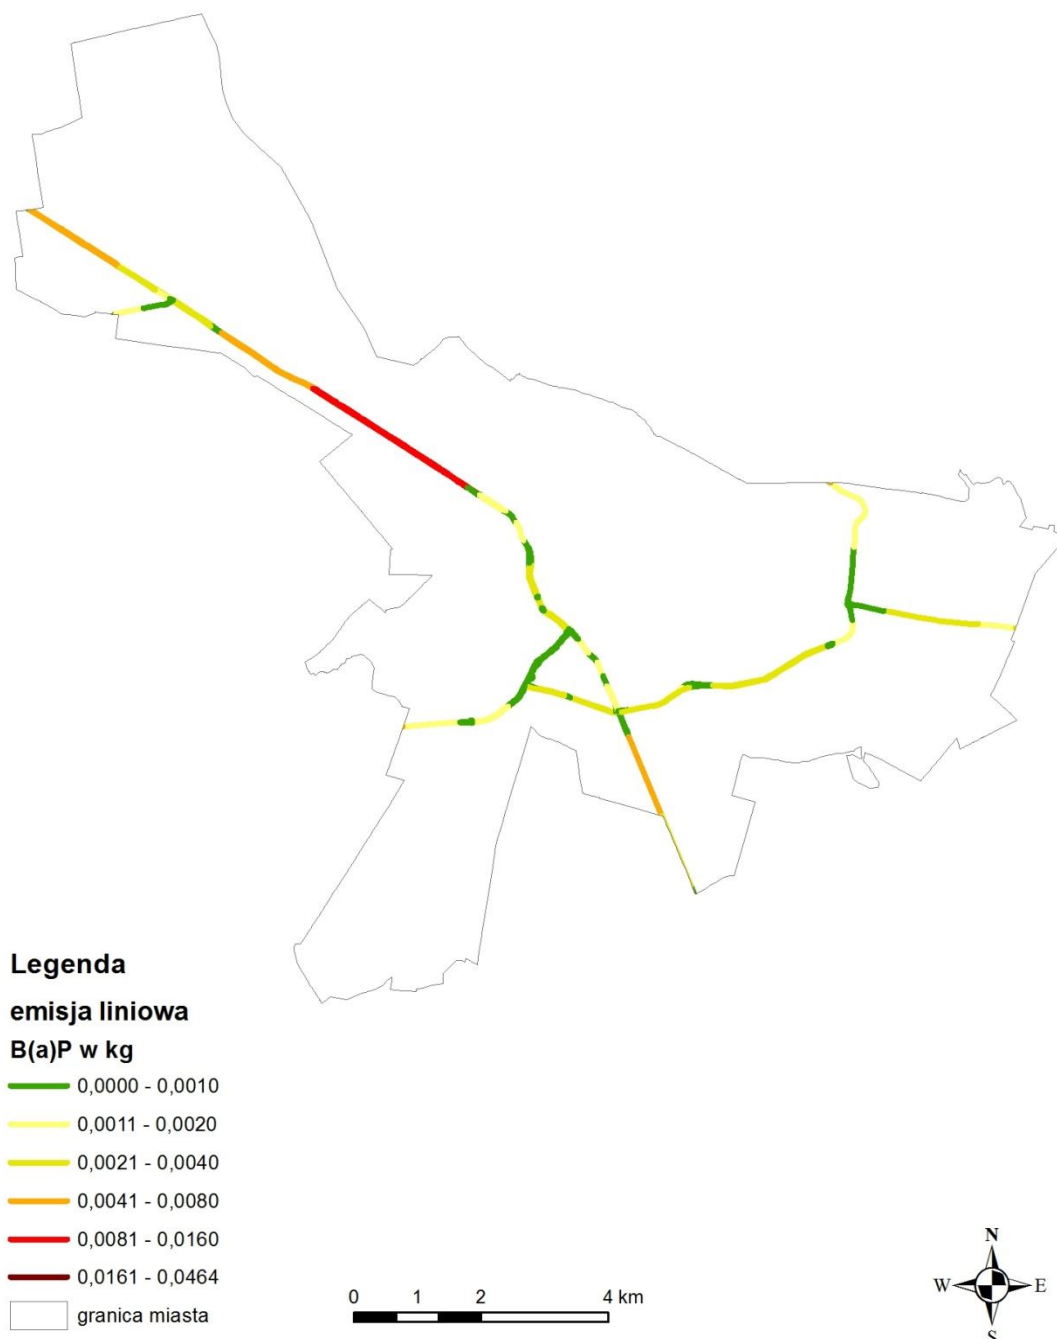 Legenda
emisja liniowa
B(a)P w kg
0,0000 - 0,0010
0,0011 - 0,0020
0,0021 - 0,0040
0,0041 - 0,0080
0,0081 - 0,0160
0,0161 - 0,0464
granica miasta
0 1 2 4 km
N
W E
S